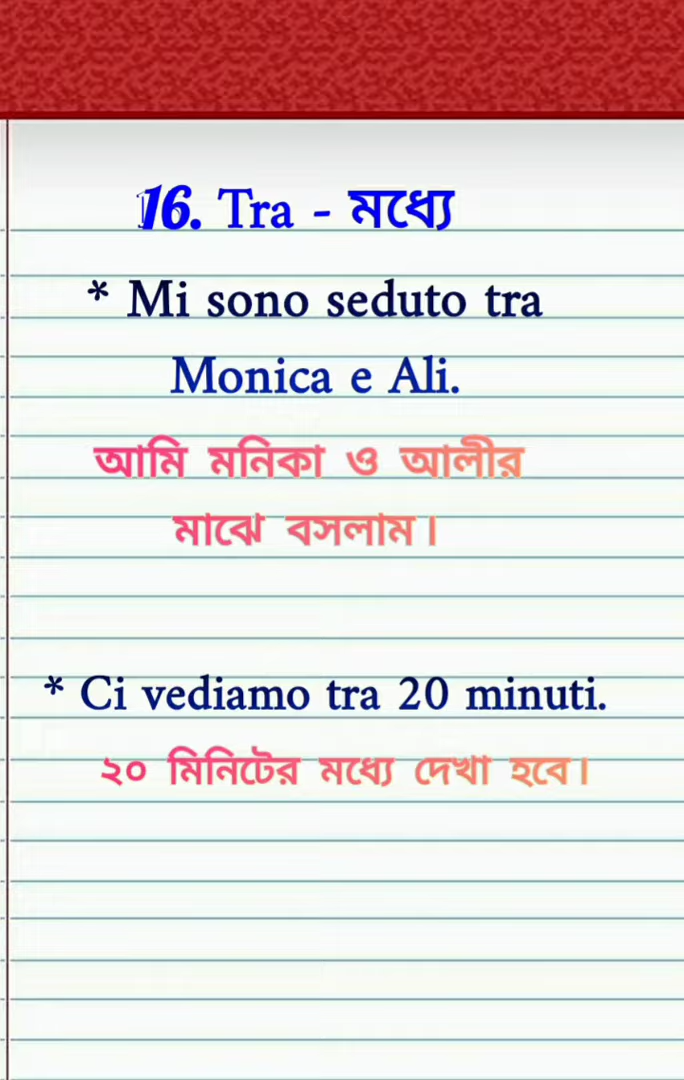 16. Tra - মধ্যে
* Mi sono seduto tra
Monica e Ali.
আমি মনিকা ও আলীর
মাঝে বসলাম।
* Ci vediamo tra 20 minuti.
২০ মিনিটের মধ্যে দেখা হবে।